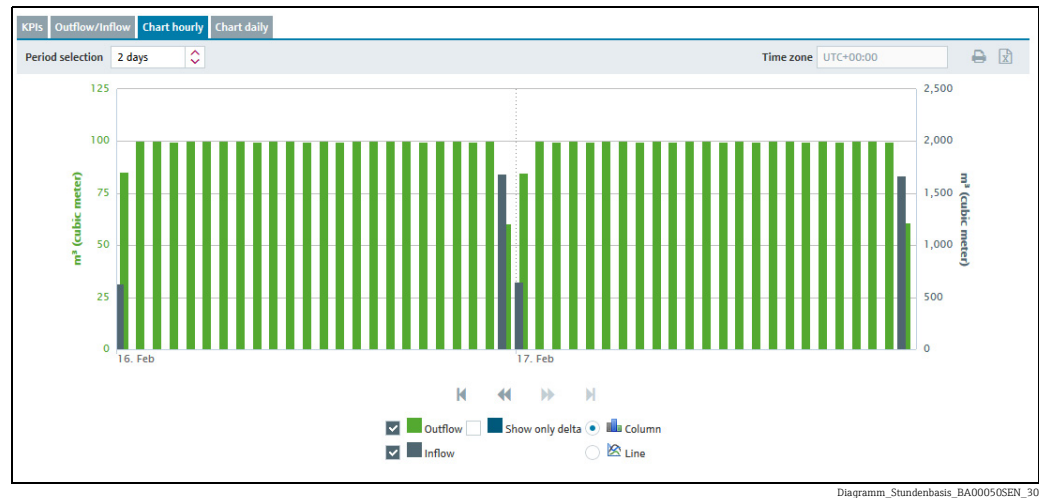 KPIs Outflow/Inflow Chart hourly Chart daily
Period selection 2 days Time zone UTC+00:00
125 2,500
100 2,000
75 1,500
50 1,000
25 500
0 0
m³ (cubic meter)
m³ (cubic meter)
16. Feb 17. Feb
Outflow Show only delta Column
Inflow Line
Diagramm_Stundenbasis_BA00050SEN_30